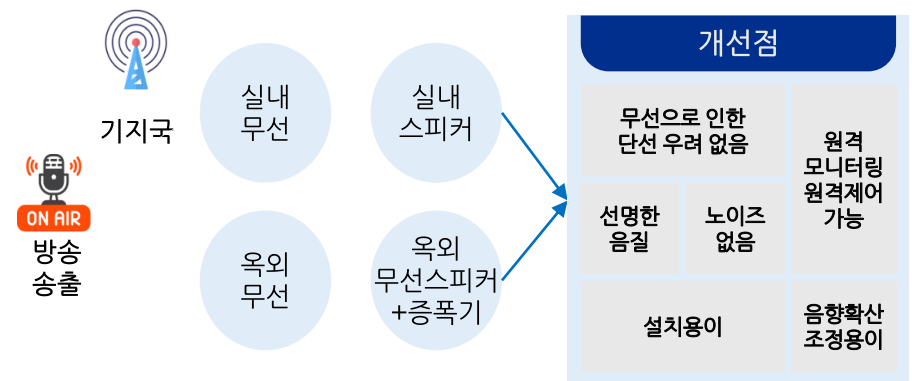 기지국
ON AIR
방송
송출
실내
무선
실내
스피커
옥외
무선
옥외
무선스피커
+증폭기
개선점
무선으로 인한
단선 우려 없음
원격
모니터링
원격제어
가능
선명한
음질
노이즈
없음
설치용이
음향확산
조정용이